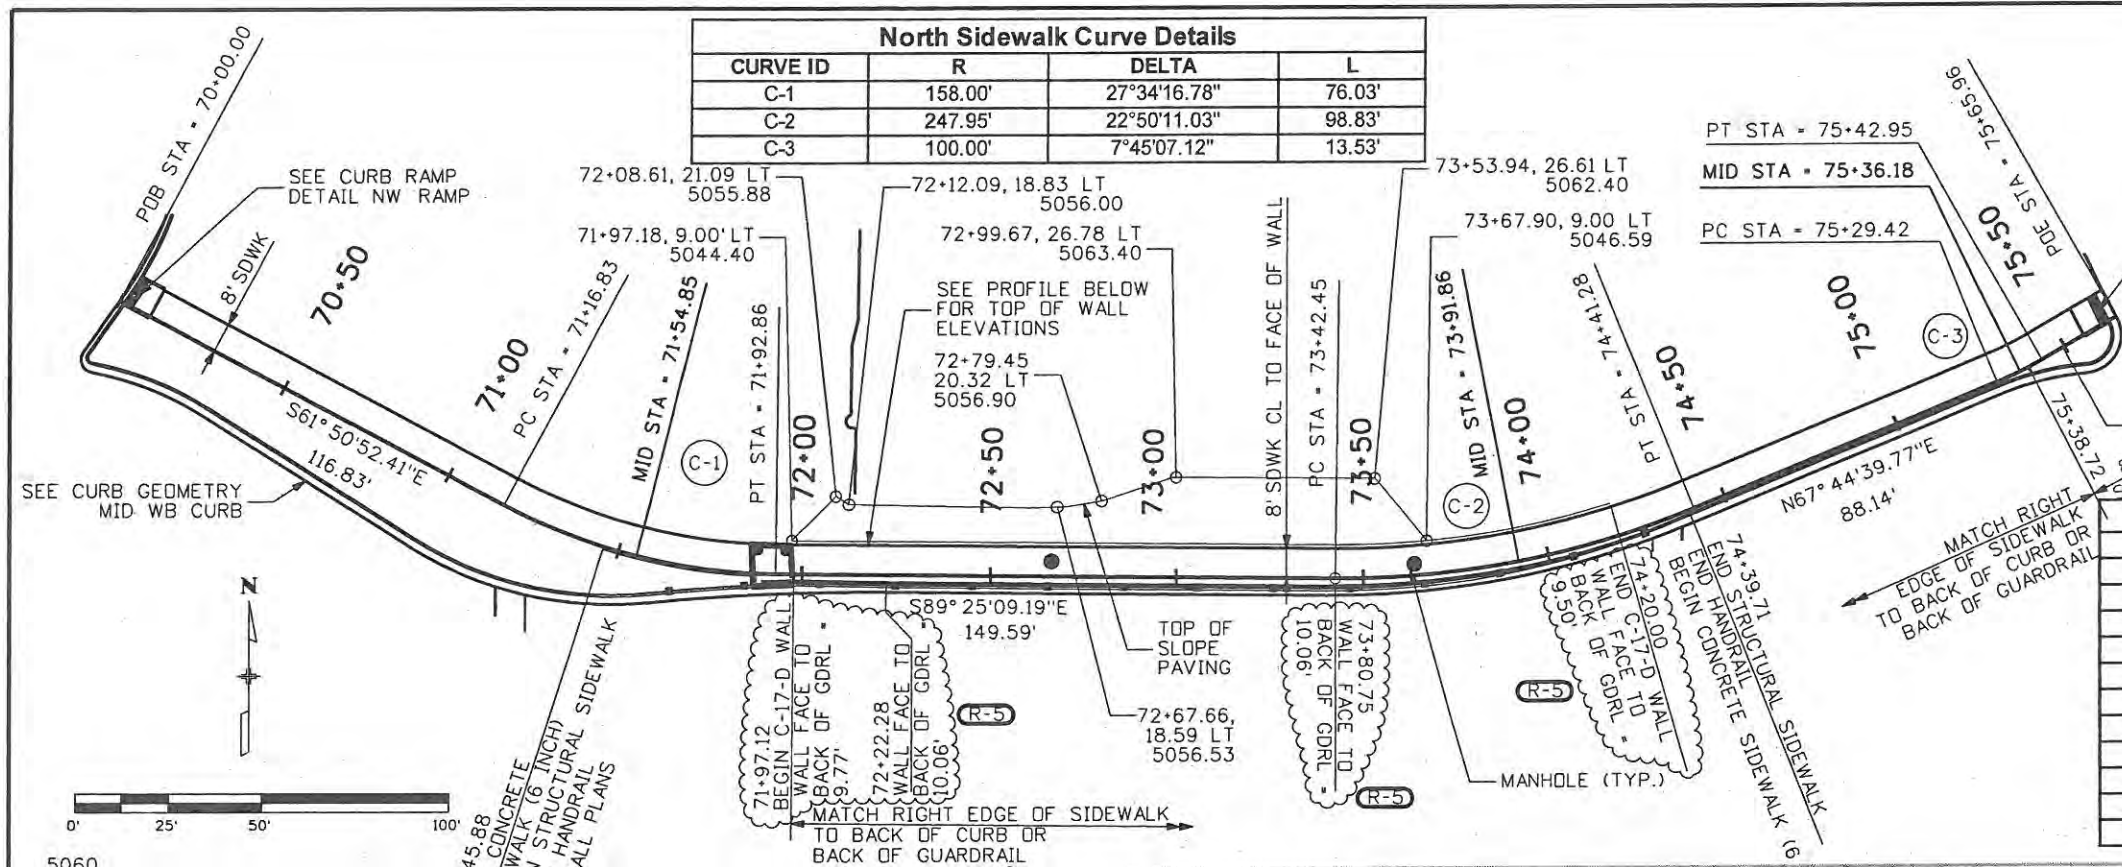 North Sidewalk Curve Details
CURVE ID R DELTA L
C-1 158.00' 27°34'16.78" 76.03'
C-2 247.95' 22°50'11.03" 98.83'
C-3 100.00' 7°45'07.12" 13.53'
POB STA = 70+00.00
SEE CURB RAMP
DETAIL NW RAMP
8' SDWK
70+50
71+00
PC STA = 71+16.83
MID STA = 71+54.85
C-1
PT STA = 71+92.86
72+00
72+08.61, 21.09 LT
5055.88
71+97.18, 9.00' LT
5044.40
72+12.09, 18.83 LT
5056.00
72+99.67, 26.78 LT
5063.40
SEE PROFILE BELOW
FOR TOP OF WALL
ELEVATIONS
72+79.45
20.32 LT
5056.90
72+50
73+00
8' SDWK CL TO FACE OF WALL
PC STA = 73+42.45
73+50
73+53.94, 26.61 LT
5062.40
73+67.90, 9.00 LT
5046.59
C-2
MID STA = 73+91.86
74+00
PT STA = 74+41.28
74+50
75+00
C-3
75+50
PT STA = 75+42.95
MID STA = 75+36.18
PC STA = 75+29.42
POE STA = 75+65.96
S61°50'52.41"E
116.83'
SEE CURB GEOMETRY
MID WB CURB
S89°25'09.19"E
149.59'
N67°44'39.77"E
88.14'
75+38.72
MATCH RIGHT
EDGE OF SIDEWALK
TO BACK OF CURB OR
BACK OF GUARDRAIL
TOP OF
SLOPE
PAVING
72+67.66,
18.59 LT
5056.53
MANHOLE (TYP.)
71+97.12
BEGIN C-17-D WALL
WALL FACE TO
BACK OF GDRL =
9.77'
72+22.28
WALL FACE TO
BACK OF GDRL =
10.06'
R-5
73+80.75
WALL FACE TO
BACK OF GDRL =
10.06'
R-5
74+20.00
END C-17-D WALL
WALL FACE TO
BACK OF GDRL =
9.50'
R-5
74+39.71
END STRUCTURAL SIDEWALK
END HANDRAIL
BEGIN CONCRETE SIDEWALK (6
MATCH RIGHT EDGE OF SIDEWALK
TO BACK OF CURB OR
BACK OF GUARDRAIL
45.88
CONCRETE
WALK (6 INCH)
STRUCTURAL SIDEWALK
HANDRAIL
ALL PLANS
N
0' 25' 50' 100'
5060